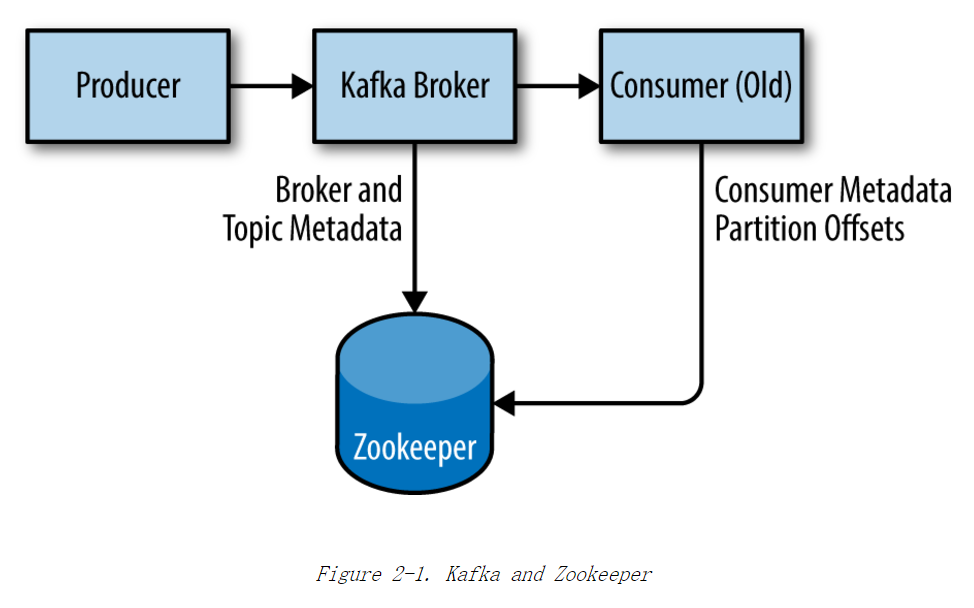 Producer
Kafka Broker
Consumer (Old)
Broker and
Topic Metadata
Consumer Metadata
Partition Offsets
Zookeeper
Figure 2-1. Kafka and Zookeeper